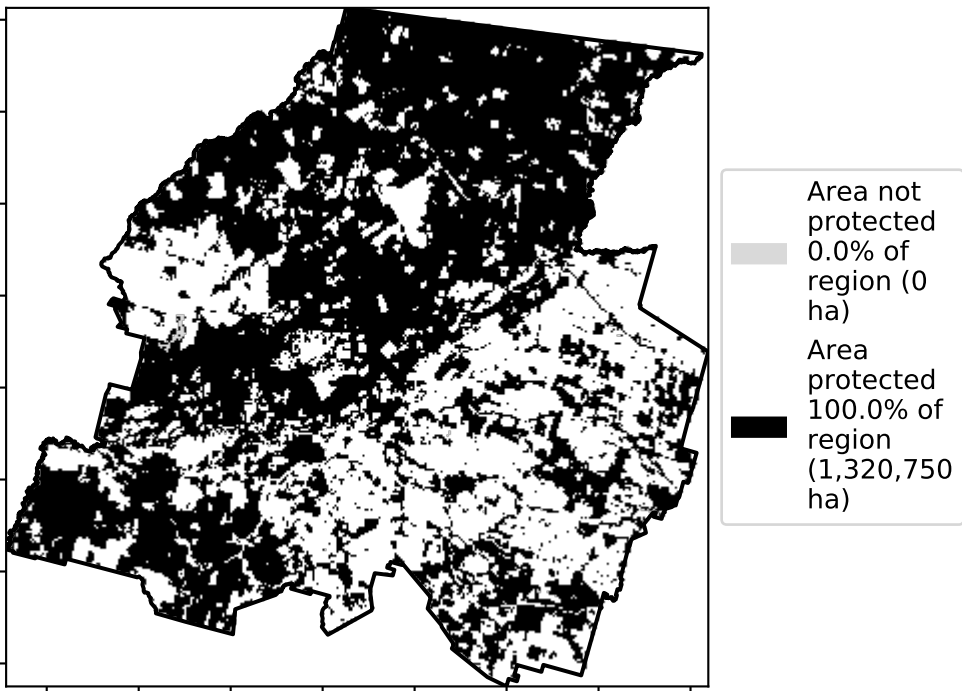 Area not
protected
0.0% of
region (0
ha)
Area
protected
100.0% of
region
(1,320,750
ha)